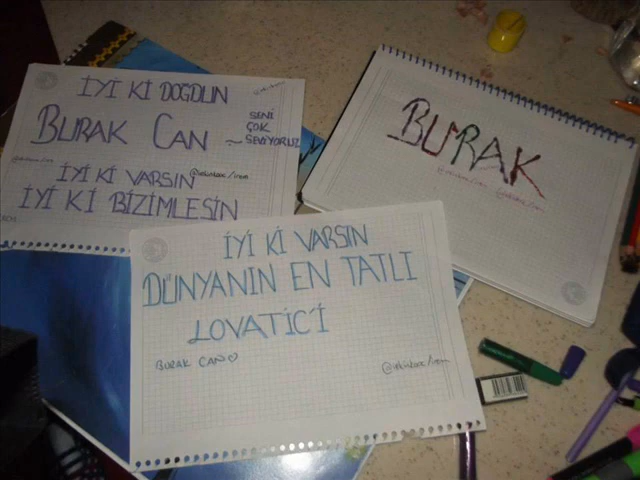 İYİ Kİ DOĞDUN
BURAK CAN
SENİ
ÇOK
SEVİYORUZ
İYİ Kİ VARSIN
İYİ Kİ BİZİMLESİN
BURAK
İYİ Kİ VARSIN
DÜNYANIN EN TATLI
LOVATIC'İ
BURAK CAN♡